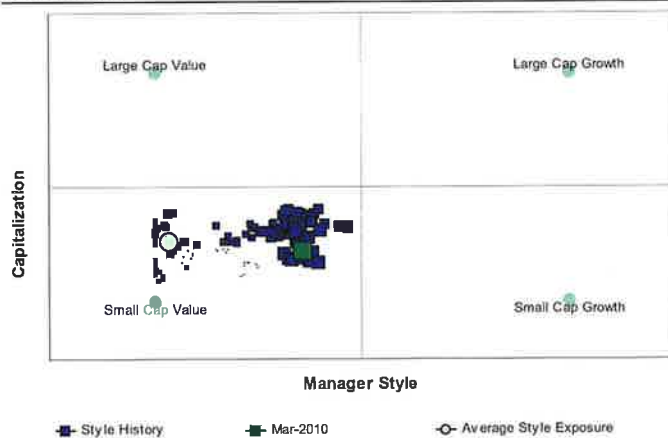 Large Cap Value
Large Cap Growth
Capitalization
Small Cap Value
Small Cap Growth
Manager Style
Style History
Mar-2010
Average Style Exposure